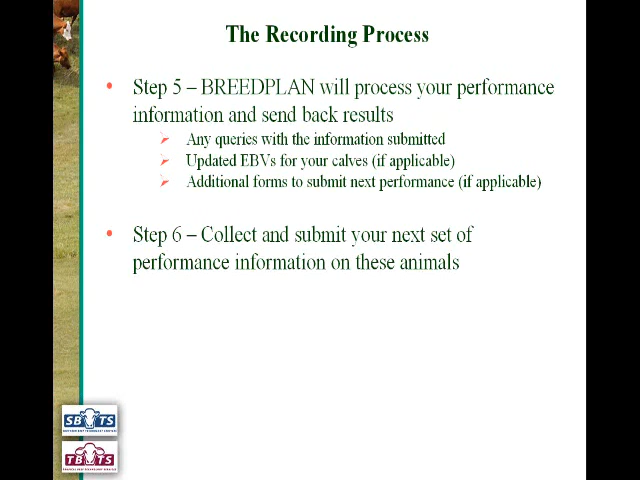 The Recording Process
• Step 5 – BREEDPLAN will process your performance
information and send back results
➢ Any queries with the information submitted
➢ Updated EBVs for your calves (if applicable)
➢ Additional forms to submit next performance (if applicable)
• Step 6 – Collect and submit your next set of
performance information on these animals
SBTS
TBTS